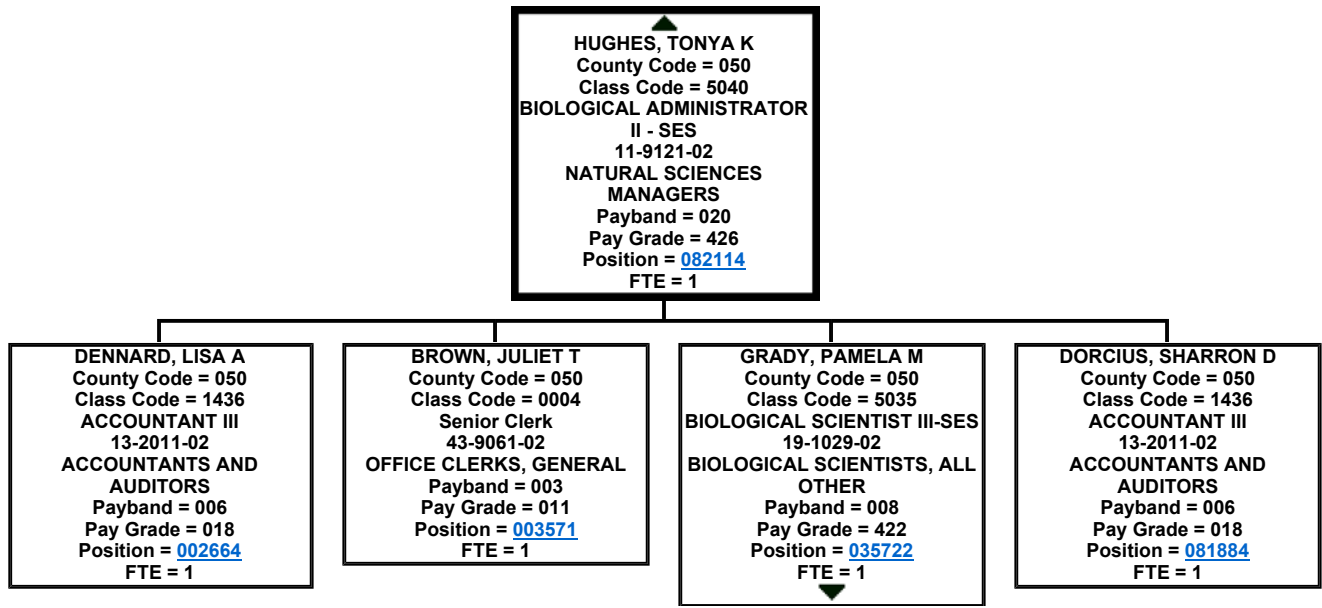 HUGHES, TONYA K
County Code = 050
Class Code = 5040
BIOLOGICAL ADMINISTRATOR
II - SES
11-9121-02
NATURAL SCIENCES
MANAGERS
Payband = 020
Pay Grade = 426
Position = 082114
FTE = 1
DENNARD, LISA A
County Code = 050
Class Code = 1436
ACCOUNTANT III
13-2011-02
ACCOUNTANTS AND
AUDITORS
Payband = 006
Pay Grade = 018
Position = 002664
FTE = 1
BROWN, JULIET T
County Code = 050
Class Code = 0004
Senior Clerk
43-9061-02
OFFICE CLERKS, GENERAL
Payband = 003
Pay Grade = 011
Position = 003571
FTE = 1
GRADY, PAMELA M
County Code = 050
Class Code = 5035
BIOLOGICAL SCIENTIST III-SES
19-1029-02
BIOLOGICAL SCIENTISTS, ALL
OTHER
Payband = 008
Pay Grade = 422
Position = 035722
FTE = 1
DORCIUS, SHARRON D
County Code = 050
Class Code = 1436
ACCOUNTANT III
13-2011-02
ACCOUNTANTS AND
AUDITORS
Payband = 006
Pay Grade = 018
Position = 081884
FTE = 1